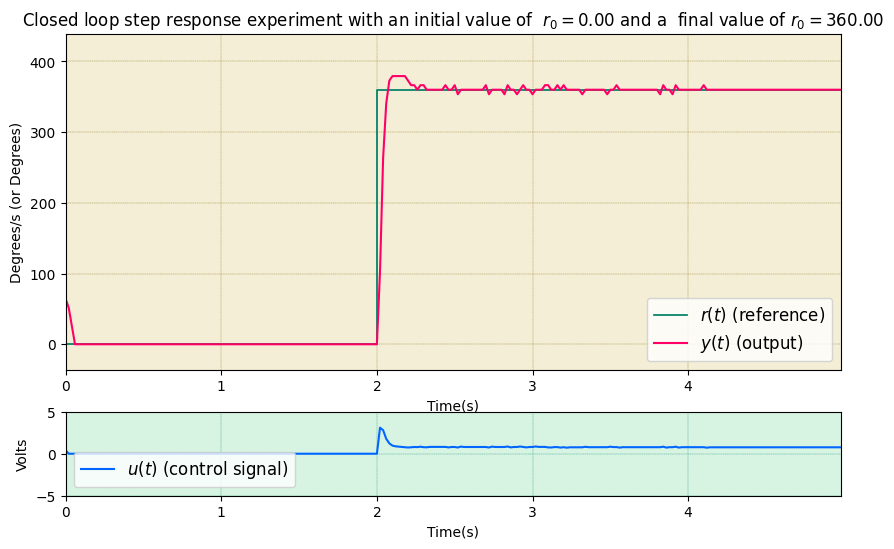 Closed loop step response experiment with an initial value of  r₀ = 0.00 and a  final value of r₀ = 360.00
Degrees/s (or Degrees)
400
300
200
100
0
r(t) (reference)
y(t) (output)
0 1 2 3 4
Time(s)
Volts
5
0
−5
u(t) (control signal)
0 1 2 3 4
Time(s)